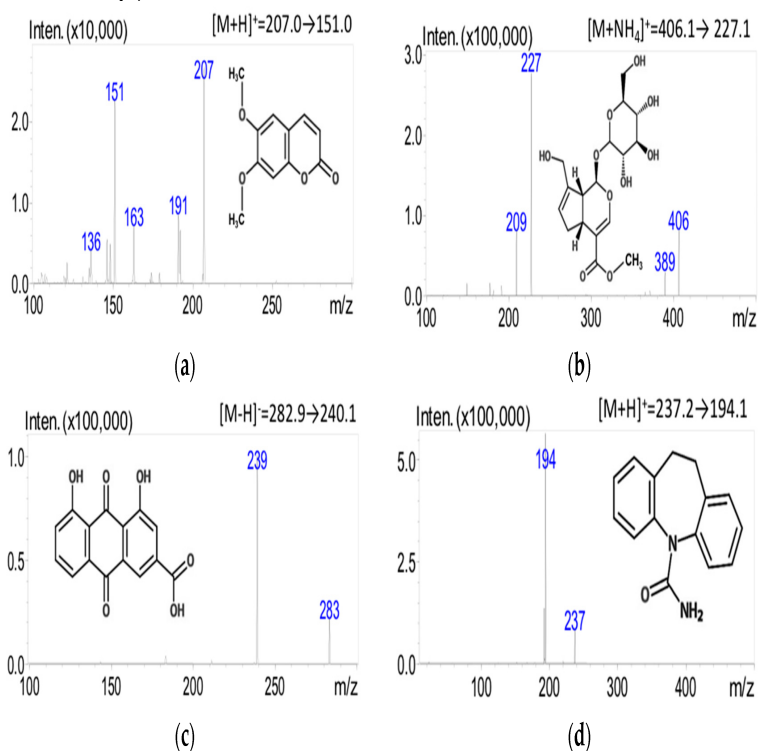 Inten. (x10,000)
[M+H]⁺=207.0→151.0
207
151
191
163
136
2.0
1.0
0.0
100 150 200 250 300 m/z
H₃C
O
O
H₃C
O
O
(a)
Inten. (x100,000)
[M+NH₄]⁺=406.1→ 227.1
227
209
406
389
3.0
2.0
1.0
0.0
100 200 300 400 m/z
OH
O
OH
HO
H
O
OH
OH
O
H
O
O
CH₃
(b)
Inten. (x100,000)
[M-H]⁻=282.9→240.1
239
283
1.0
0.5
0.0
100 150 200 250 m/z
OH O OH
O
O
OH
(c)
Inten. (x100,000)
[M+H]⁺=237.2→194.1
194
237
5.0
2.5
0.0
100 200 300 400 m/z
N
O
NH₂
(d)